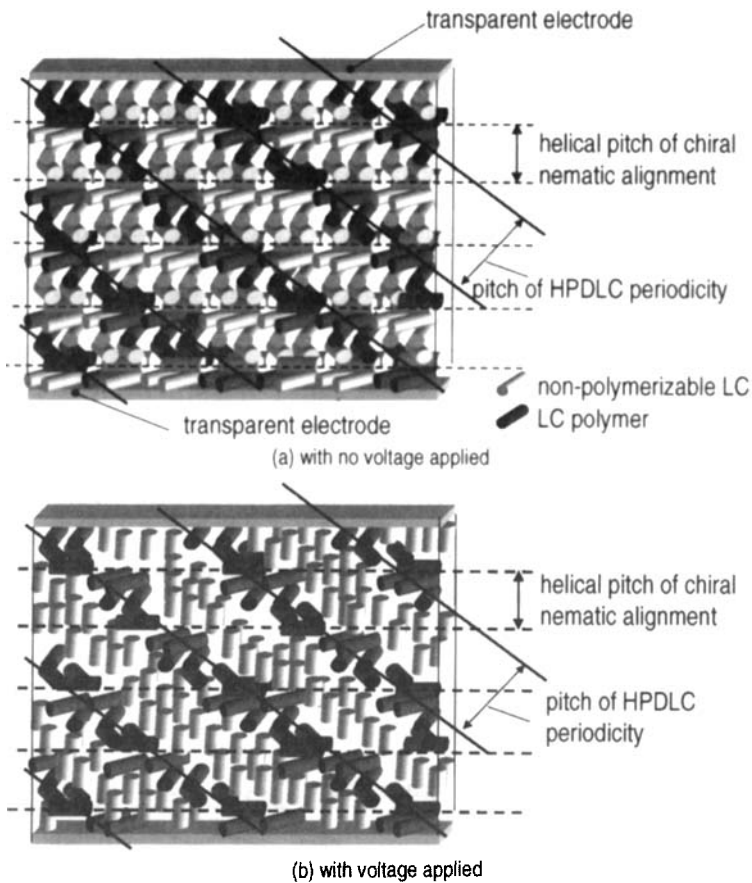 transparent electrode
helical pitch of chiral
nematic alignment
pitch of HPDLC periodicity
non-polymerizable LC
LC polymer
transparent electrode
(a) with no voltage applied
helical pitch of chiral
nematic alignment
pitch of HPDLC
periodicity
(b) with voltage applied